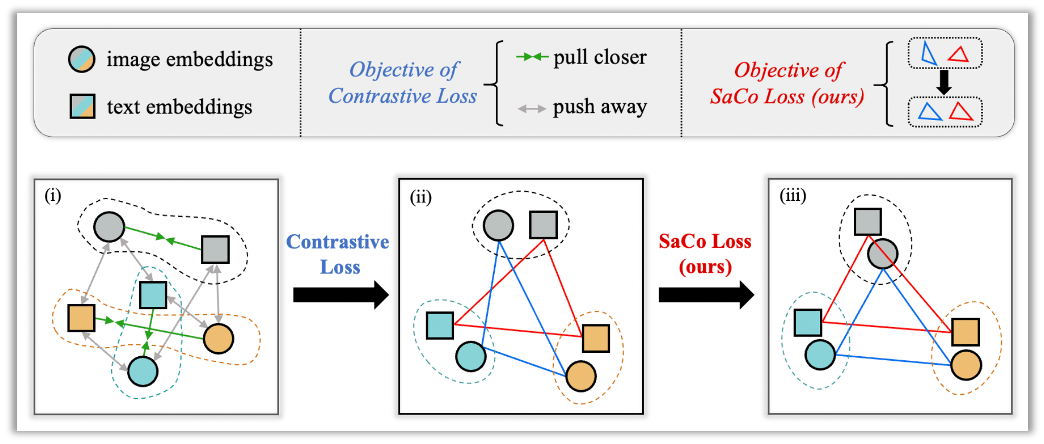 image embeddings
text embeddings
Objective of
Contrastive Loss
pull closer
push away
Objective of
SaCo Loss (ours)
(i)
Contrastive
Loss
(ii)
SaCo Loss
(ours)
(iii)